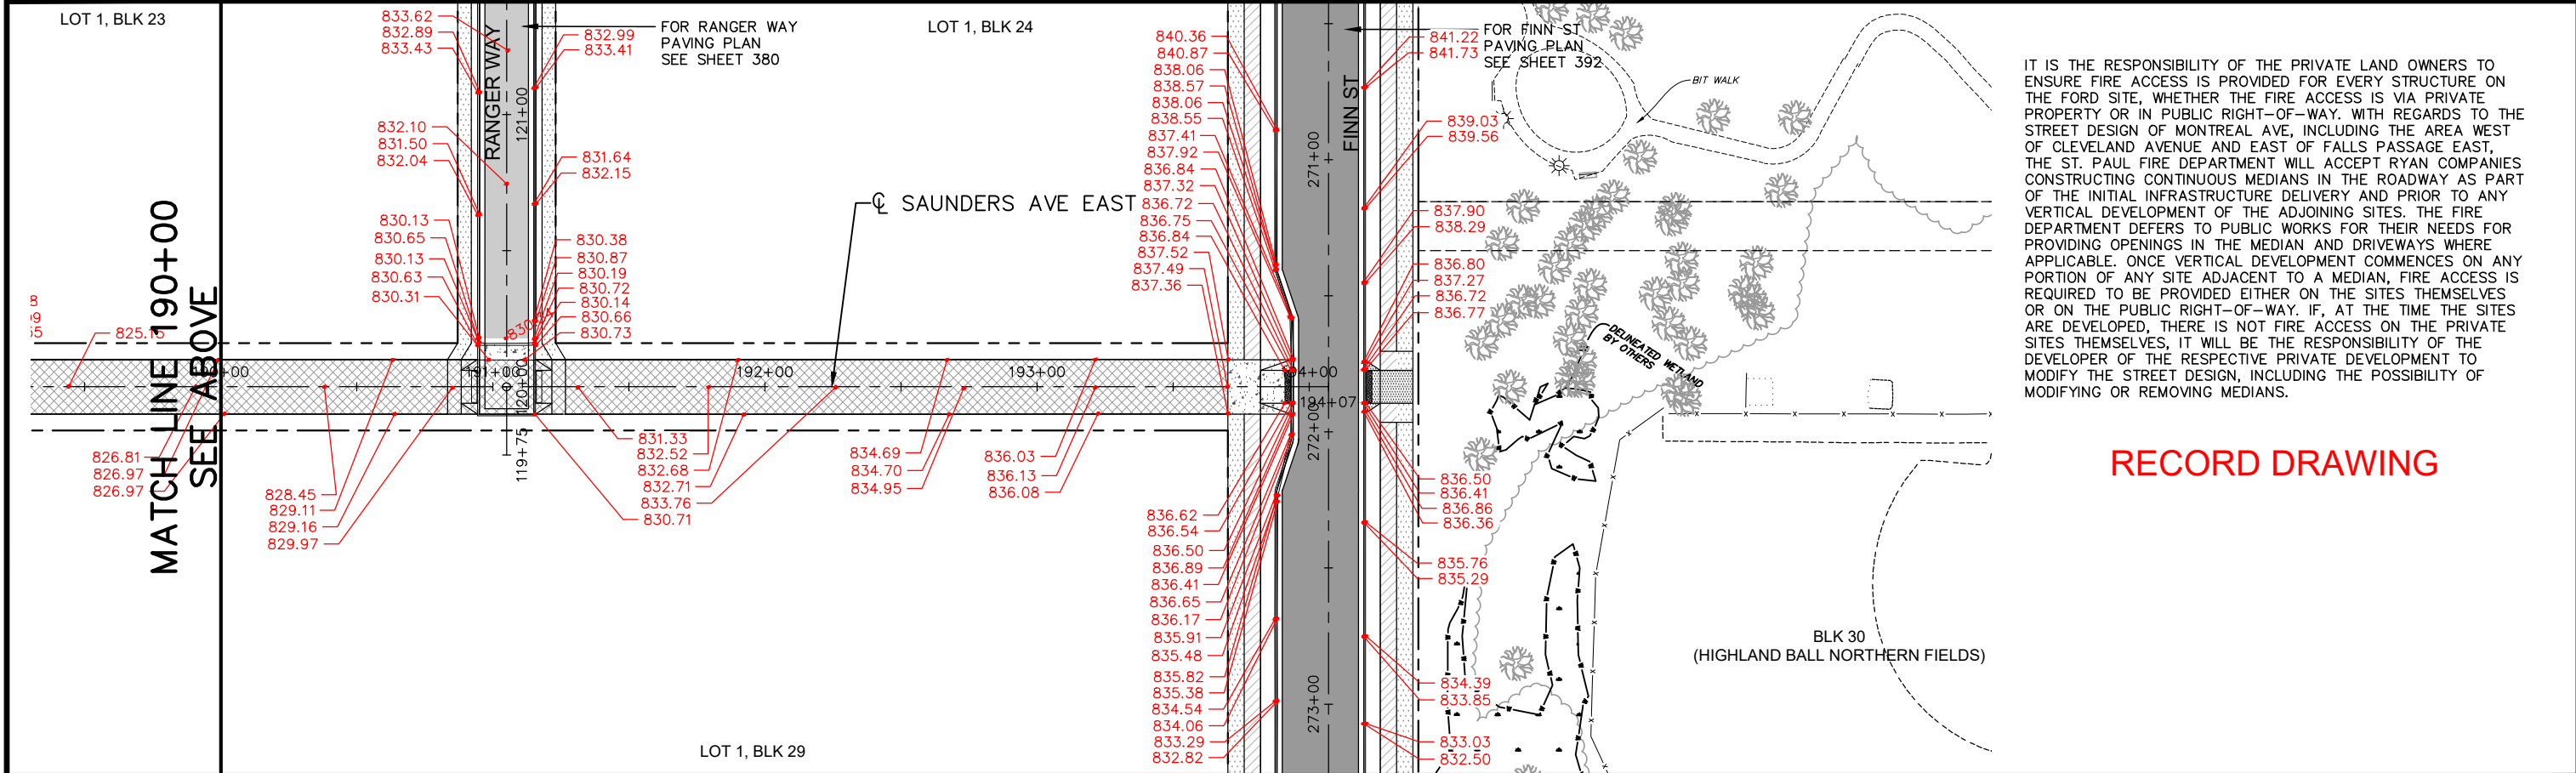 LOT 1, BLK 23
833.62
832.89
833.43
RANGER WAY
121+00
832.99
833.41
FOR RANGER WAY
PAVING PLAN
SEE SHEET 380
LOT 1, BLK 24
832.10
831.50
832.04
831.64
832.15
830.13
830.65
830.13
830.63
830.31
830.38
830.87
830.19
830.72
830.14
830.66
830.73
825.15
MATCH LINE 190+00
SEE ABOVE
℄ SAUNDERS AVE EAST
191+00
120+00
119+75
192+00
193+00
194+07
826.81
826.97
826.97
828.45
829.11
829.16
829.97
831.33
832.52
832.68
832.71
833.76
830.71
834.69
834.70
834.95
836.03
836.13
836.08
LOT 1, BLK 29
840.36
840.87
838.06
838.57
838.06
838.55
837.41
837.92
836.84
837.32
836.72
836.75
836.84
837.52
837.49
837.36
836.62
836.54
836.50
836.89
836.41
836.65
836.17
835.91
835.48
835.82
835.38
834.54
834.06
833.29
832.82
FINN ST
271+00
272+00
273+00
FOR FINN ST
PAVING PLAN
SEE SHEET 392
841.22
841.73
839.03
839.56
837.90
838.29
836.80
837.27
836.72
836.77
836.50
836.41
836.86
836.36
835.76
835.29
834.39
833.85
833.03
832.50
BIT WALK
DELINEATED WETLAND
BY OTHERS
BLK 30
(HIGHLAND BALL NORTHERN FIELDS)
IT IS THE RESPONSIBILITY OF THE PRIVATE LAND OWNERS TO
ENSURE FIRE ACCESS IS PROVIDED FOR EVERY STRUCTURE ON
THE FORD SITE, WHETHER THE FIRE ACCESS IS VIA PRIVATE
PROPERTY OR IN PUBLIC RIGHT-OF-WAY. WITH REGARDS TO THE
STREET DESIGN OF MONTREAL AVE, INCLUDING THE AREA WEST
OF CLEVELAND AVENUE AND EAST OF FALLS PASSAGE EAST,
THE ST. PAUL FIRE DEPARTMENT WILL ACCEPT RYAN COMPANIES
CONSTRUCTING CONTINUOUS MEDIANS IN THE ROADWAY AS PART
OF THE INITIAL INFRASTRUCTURE DELIVERY AND PRIOR TO ANY
VERTICAL DEVELOPMENT OF THE ADJOINING SITES. THE FIRE
DEPARTMENT DEFERS TO PUBLIC WORKS FOR THEIR NEEDS FOR
PROVIDING OPENINGS IN THE MEDIAN AND DRIVEWAYS WHERE
APPLICABLE. ONCE VERTICAL DEVELOPMENT COMMENCES ON ANY
PORTION OF ANY SITE ADJACENT TO A MEDIAN, FIRE ACCESS IS
REQUIRED TO BE PROVIDED EITHER ON THE SITES THEMSELVES
OR ON THE PUBLIC RIGHT-OF-WAY. IF, AT THE TIME THE SITES
ARE DEVELOPED, THERE IS NOT FIRE ACCESS ON THE PRIVATE
SITES THEMSELVES, IT WILL BE THE RESPONSIBILITY OF THE
DEVELOPER OF THE RESPECTIVE PRIVATE DEVELOPMENT TO
MODIFY THE STREET DESIGN, INCLUDING THE POSSIBILITY OF
MODIFYING OR REMOVING MEDIANS.
RECORD DRAWING